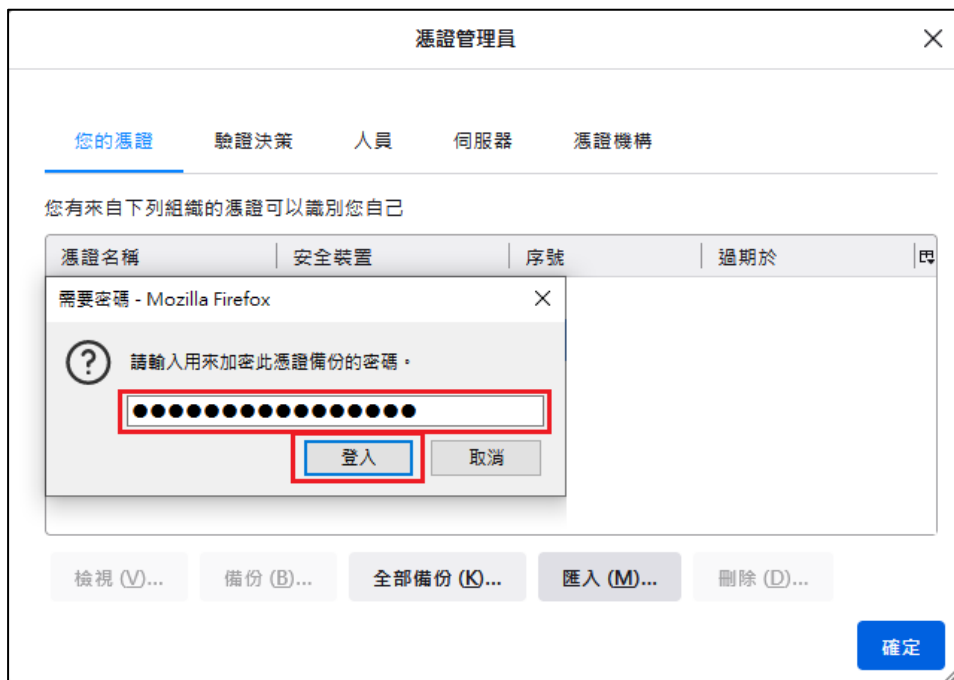 憑證管理員
您的憑證 驗證決策 人員 伺服器 憑證機構
您有來自下列組織的憑證可以識別您自己
憑證名稱 安全裝置 序號 過期於
需要密碼 - Mozilla Firefox
請輸入用來加密此憑證備份的密碼。
●●●●●●●●●●●●●●●●
登入 取消
檢視 (V)... 備份 (B)... 全部備份 (K)... 匯入 (M)... 刪除 (D)...
確定